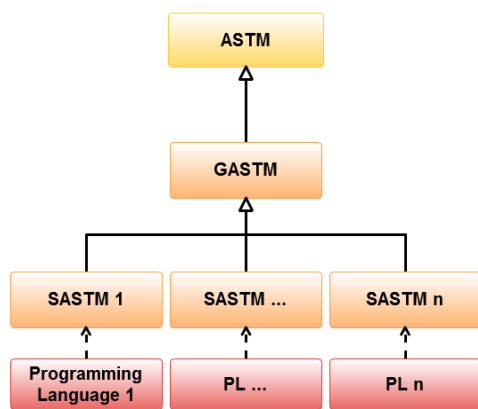 ASTM
GASTM
SASTM 1
SASTM ...
SASTM n
Programming
Language 1
PL ...
PL n